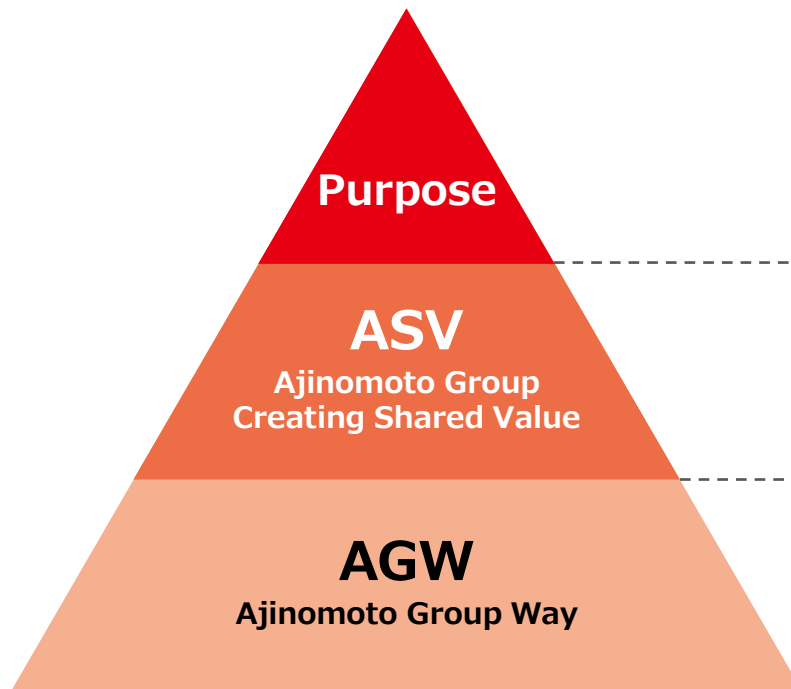 Purpose
ASV
Ajinomoto Group
Creating Shared Value
AGW
Ajinomoto Group Way